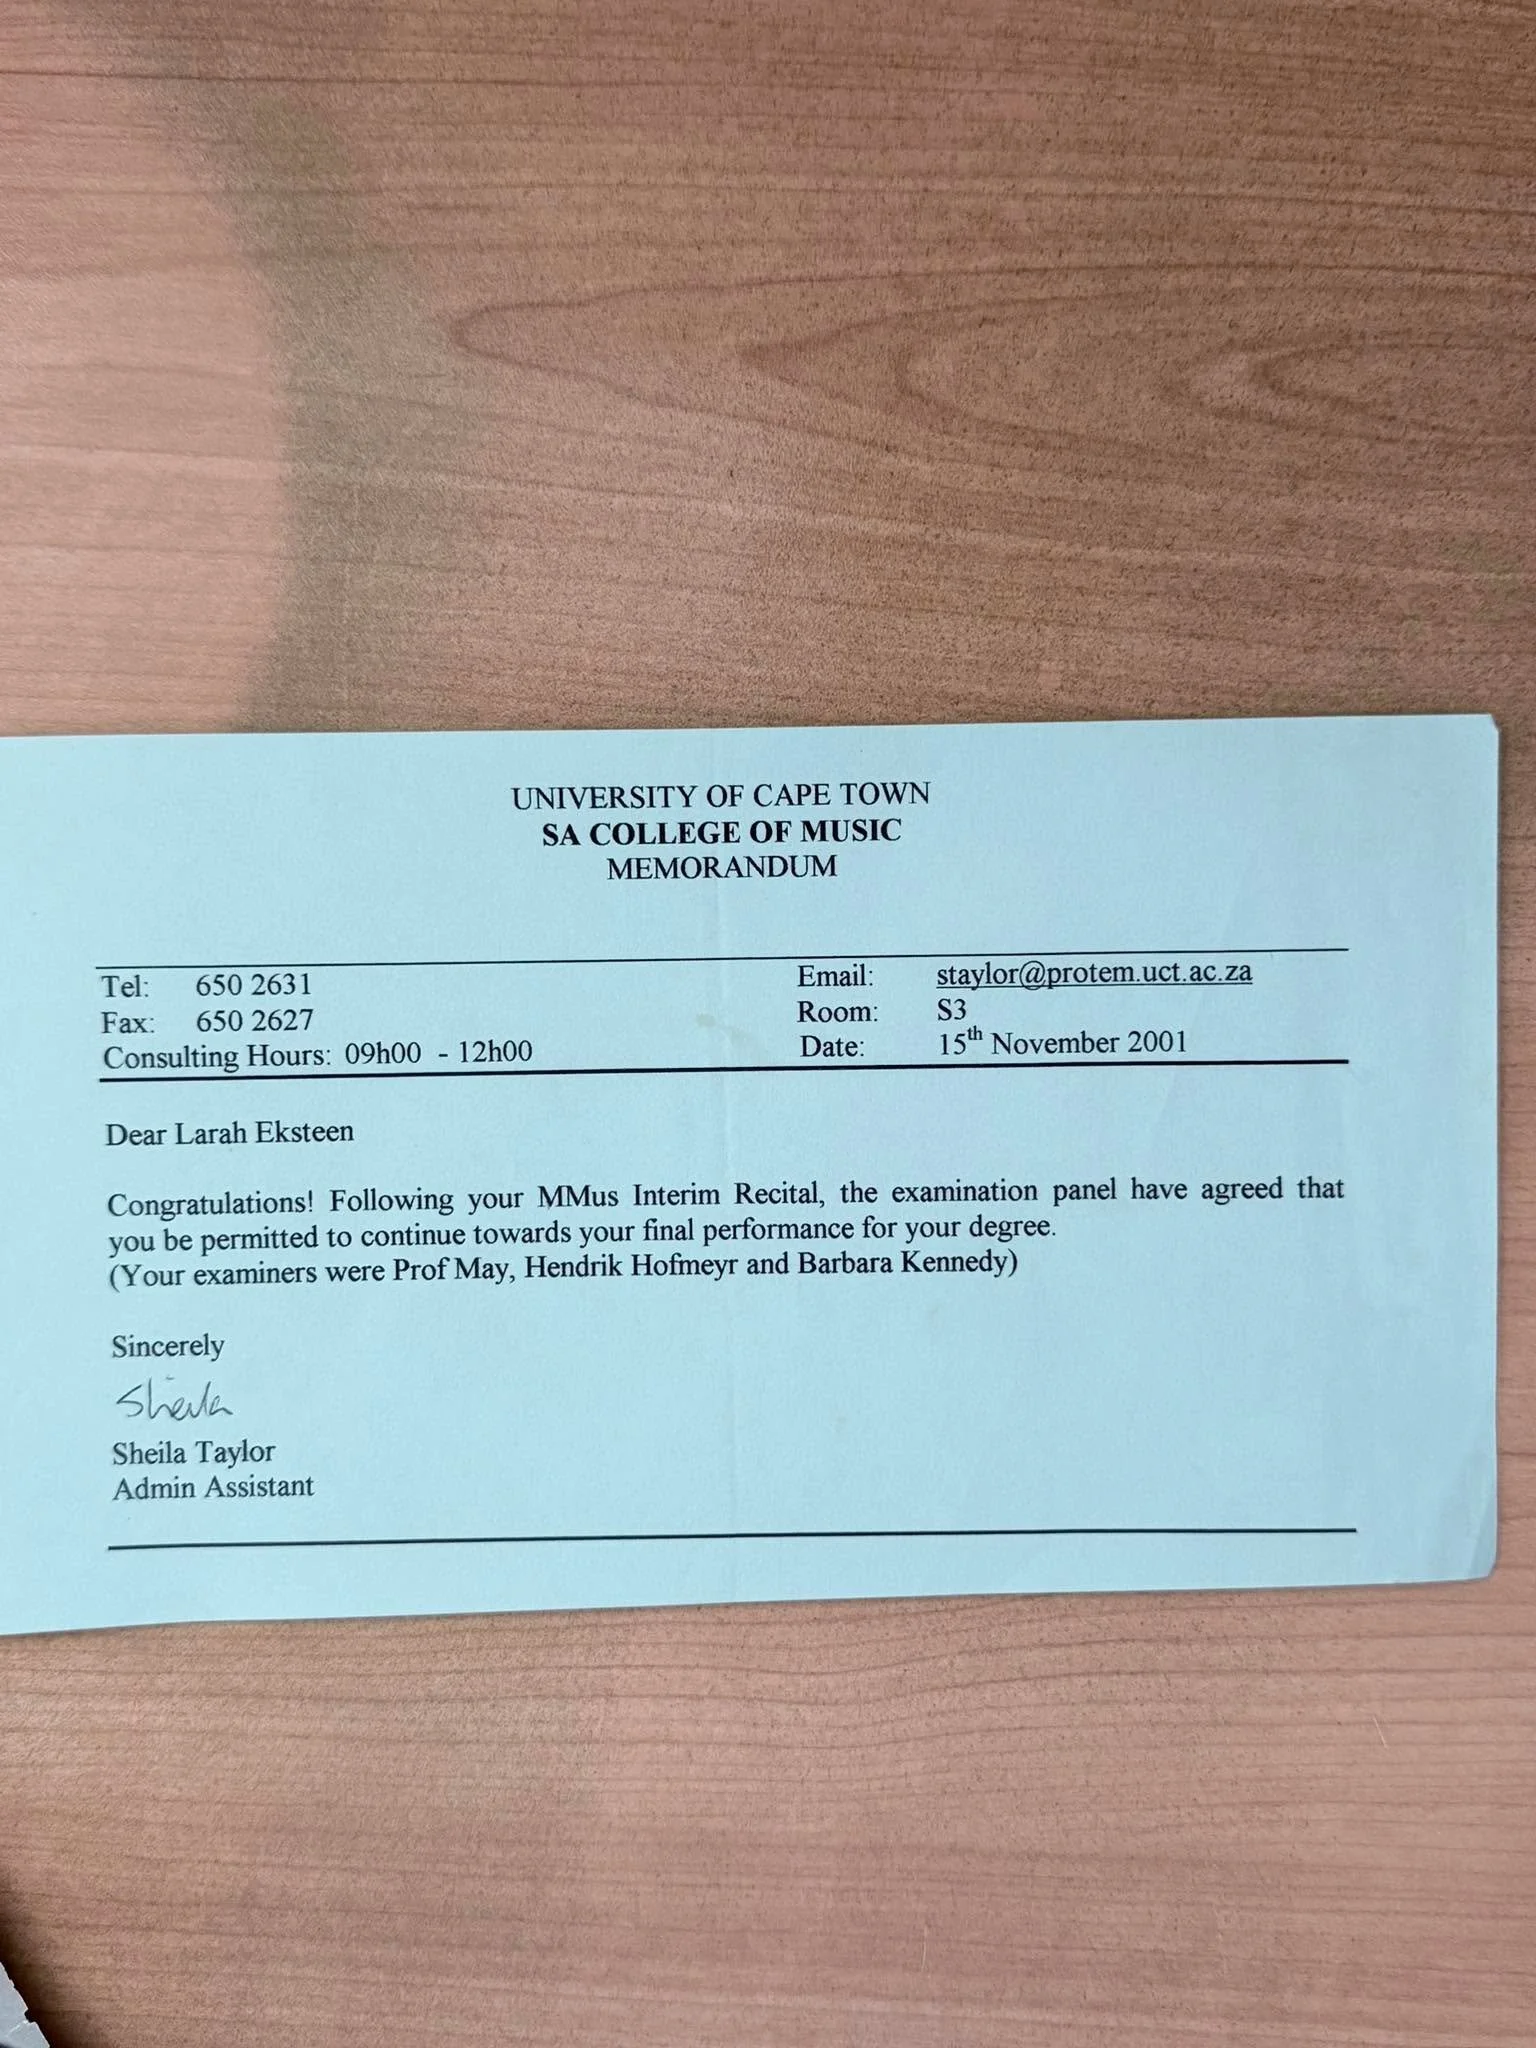 UNIVERSITY OF CAPE TOWN
SA COLLEGE OF MUSIC
MEMORANDUM
Tel: 650 2631
Fax: 650 2627
Consulting Hours: 09h00 - 12h00
Email: staylor@protem.uct.ac.za
Room: S3
Date: 15th November 2001
Dear Larah Eksteen
Congratulations! Following your MMus Interim Recital, the examination panel have agreed that
you be permitted to continue towards your final performance for your degree.
(Your examiners were Prof May, Hendrik Hofmeyr and Barbara Kennedy)
Sincerely
Sheila
Sheila Taylor
Admin Assistant